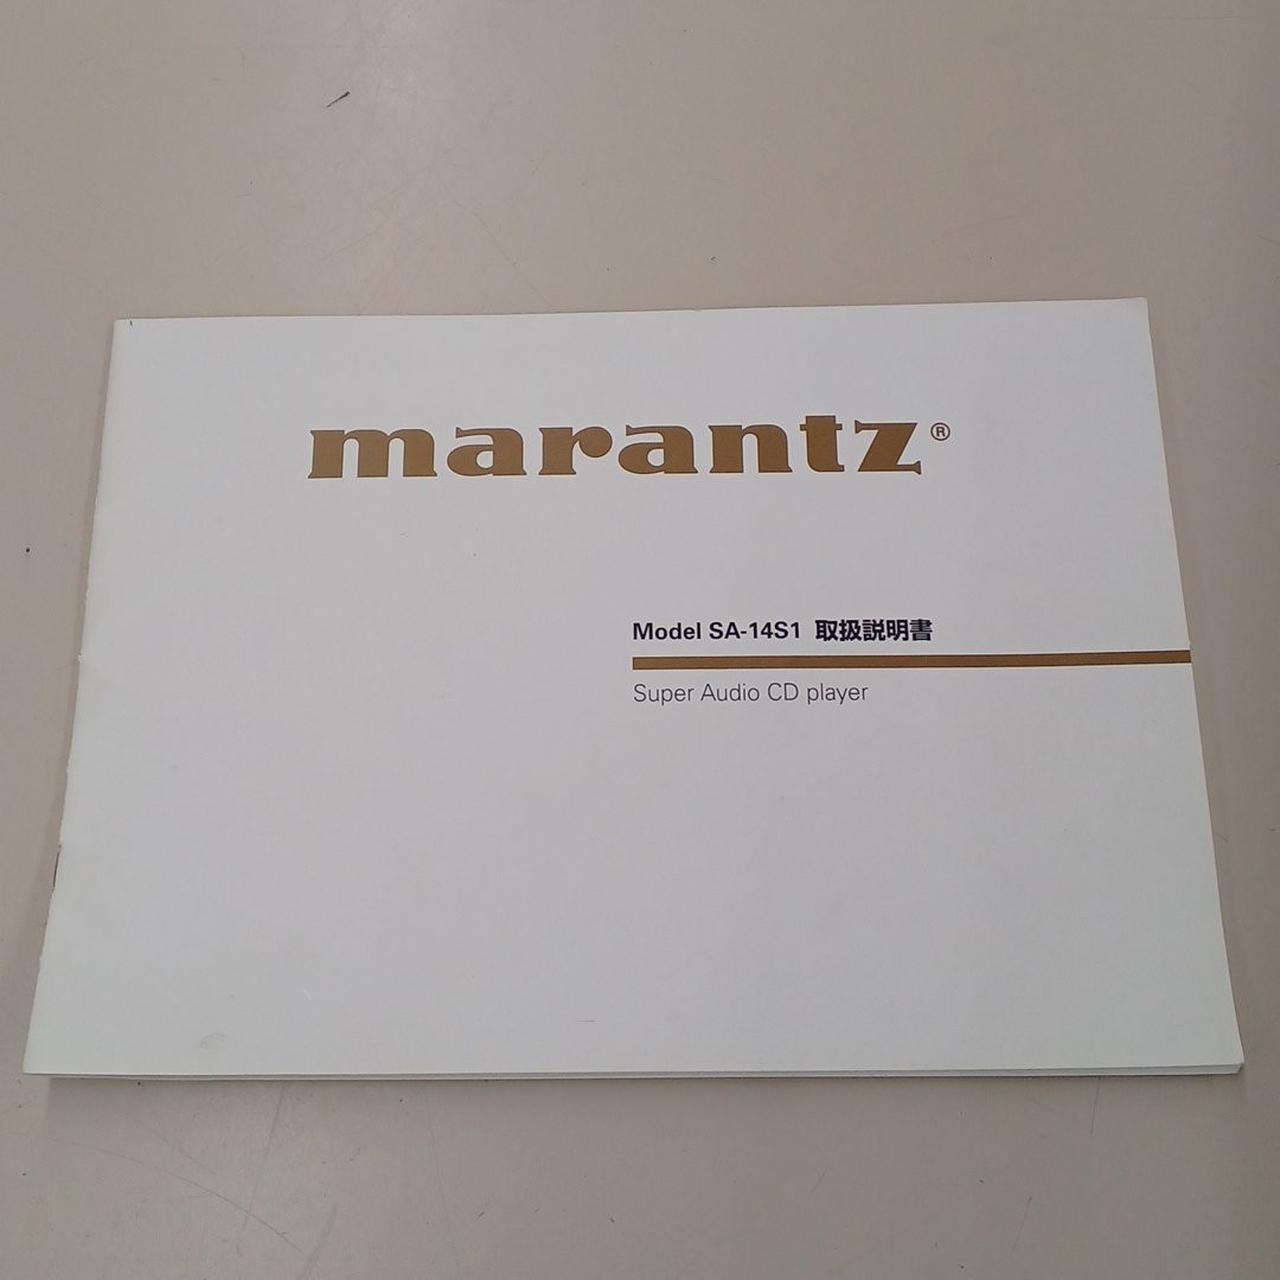 marantz®
Model SA-14S1 取扱説明書
Super Audio CD player